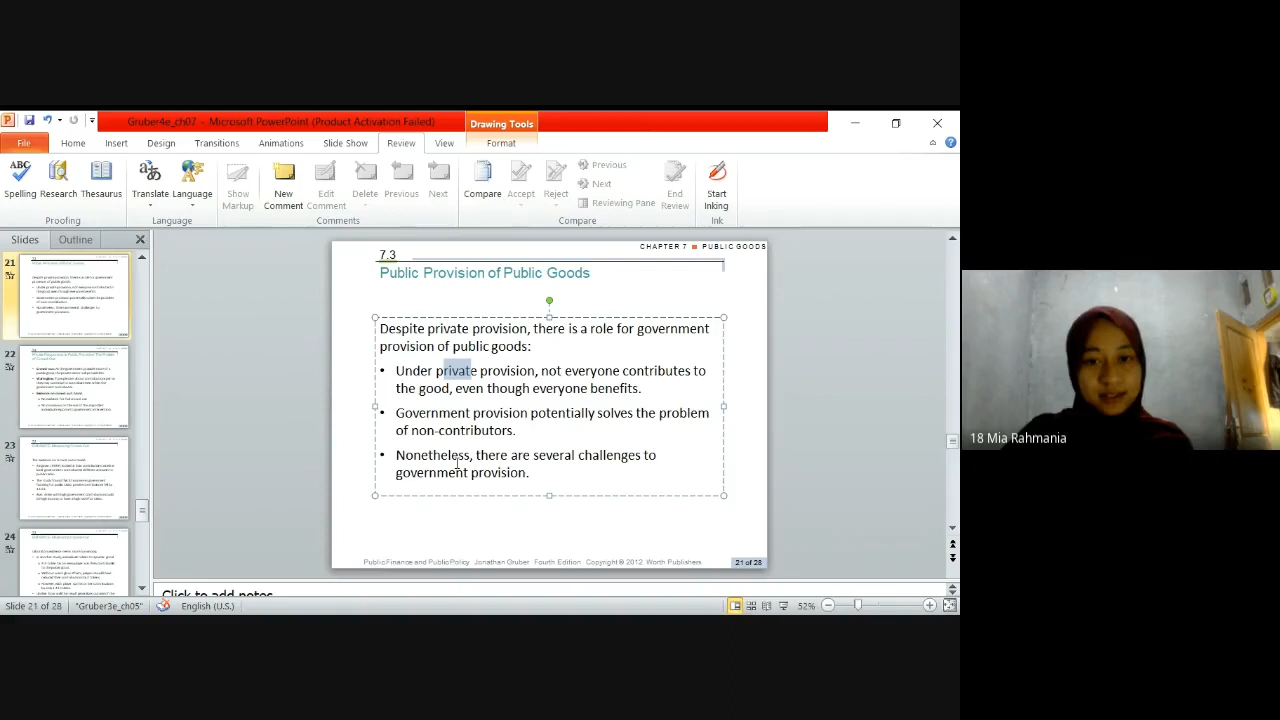 Gruber4e_ch07 - Microsoft PowerPoint (Product Activation Failed)
Drawing Tools
File Home Insert Design Transitions Animations Slide Show Review View Format
ABC
Spelling Research Thesaurus
Proofing
Translate Language
Language
Show Markup
New Comment
Edit Comment
Delete Previous Next
Comments
Compare Accept Reject
Previous
Next
Reviewing Pane
End Review
Compare
Start Inking
Ink
Slides Outline
21
22
23
24
CHAPTER 7 ■ PUBLIC GOODS
7.3
Public Provision of Public Goods
Despite private provision, there is a role for government
provision of public goods:
• Under private provision, not everyone contributes to
the good, even though everyone benefits.
• Government provision potentially solves the problem
of non-contributors.
• Nonetheless, there are several challenges to
government provision.
Public Finance and Public Policy Jonathan Gruber Fourth Edition Copyright © 2012 Worth Publishers
21 of 28
Click to add notes
Slide 21 of 28 "Gruber3e_ch05" English (U.S.) 52%
18 Mia Rahmania